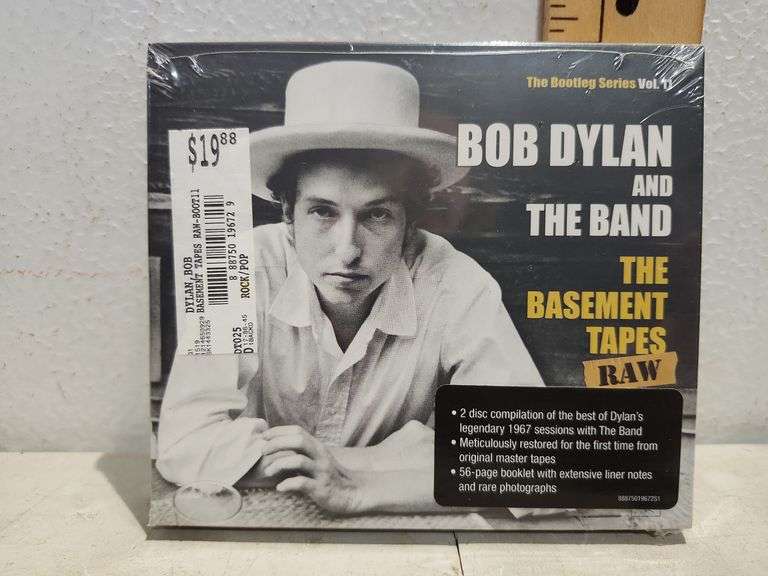 The Bootleg Series Vol. 11
BOB DYLAN
AND
THE BAND
THE
BASEMENT
TAPES
RAW
• 2 disc compilation of the best of Dylan's
legendary 1967 sessions with The Band
• Meticulously restored for the first time from
original master tapes
• 56-page booklet with extensive liner notes
and rare photographs
88875019672S1
$19.88
DYLAN,BOB
BASEMENT TAPES RAW-BOOT11
8 88750 19672 9
ROCK/POP
DT025